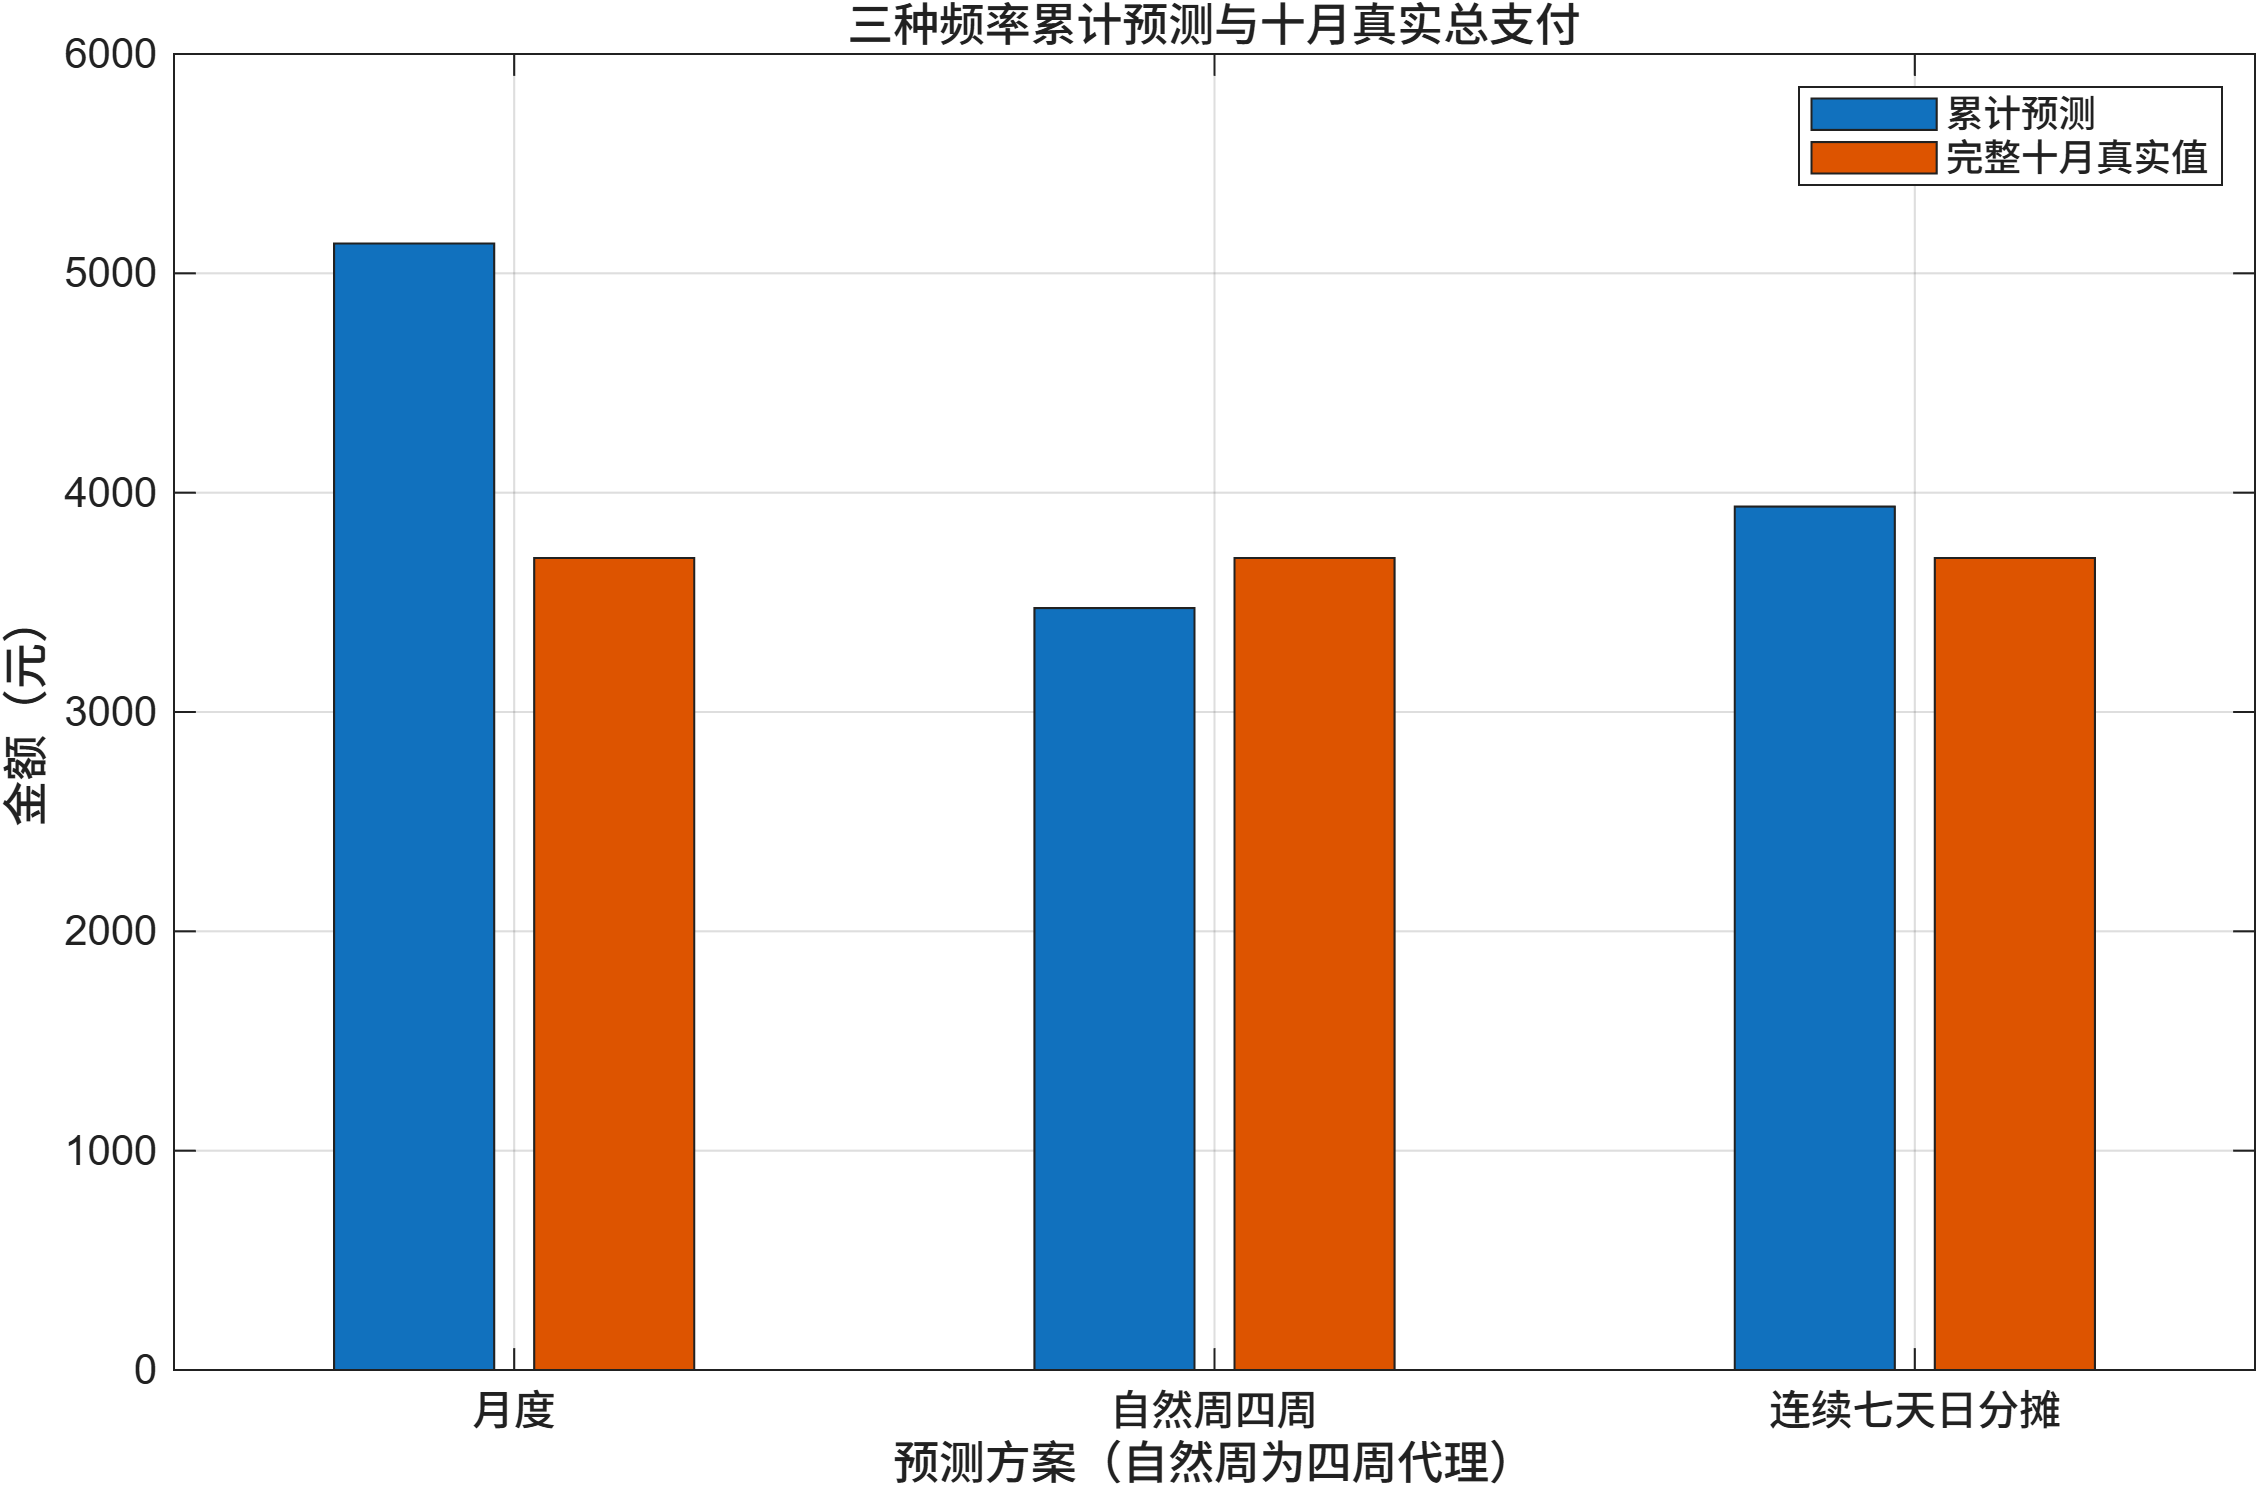 三种频率累计预测与十月真实总支付
累计预测
完整十月真实值
金额（元）
6000
5000
4000
3000
2000
1000
0
月度
自然周四周
连续七天日分摊
预测方案（自然周为四周代理）